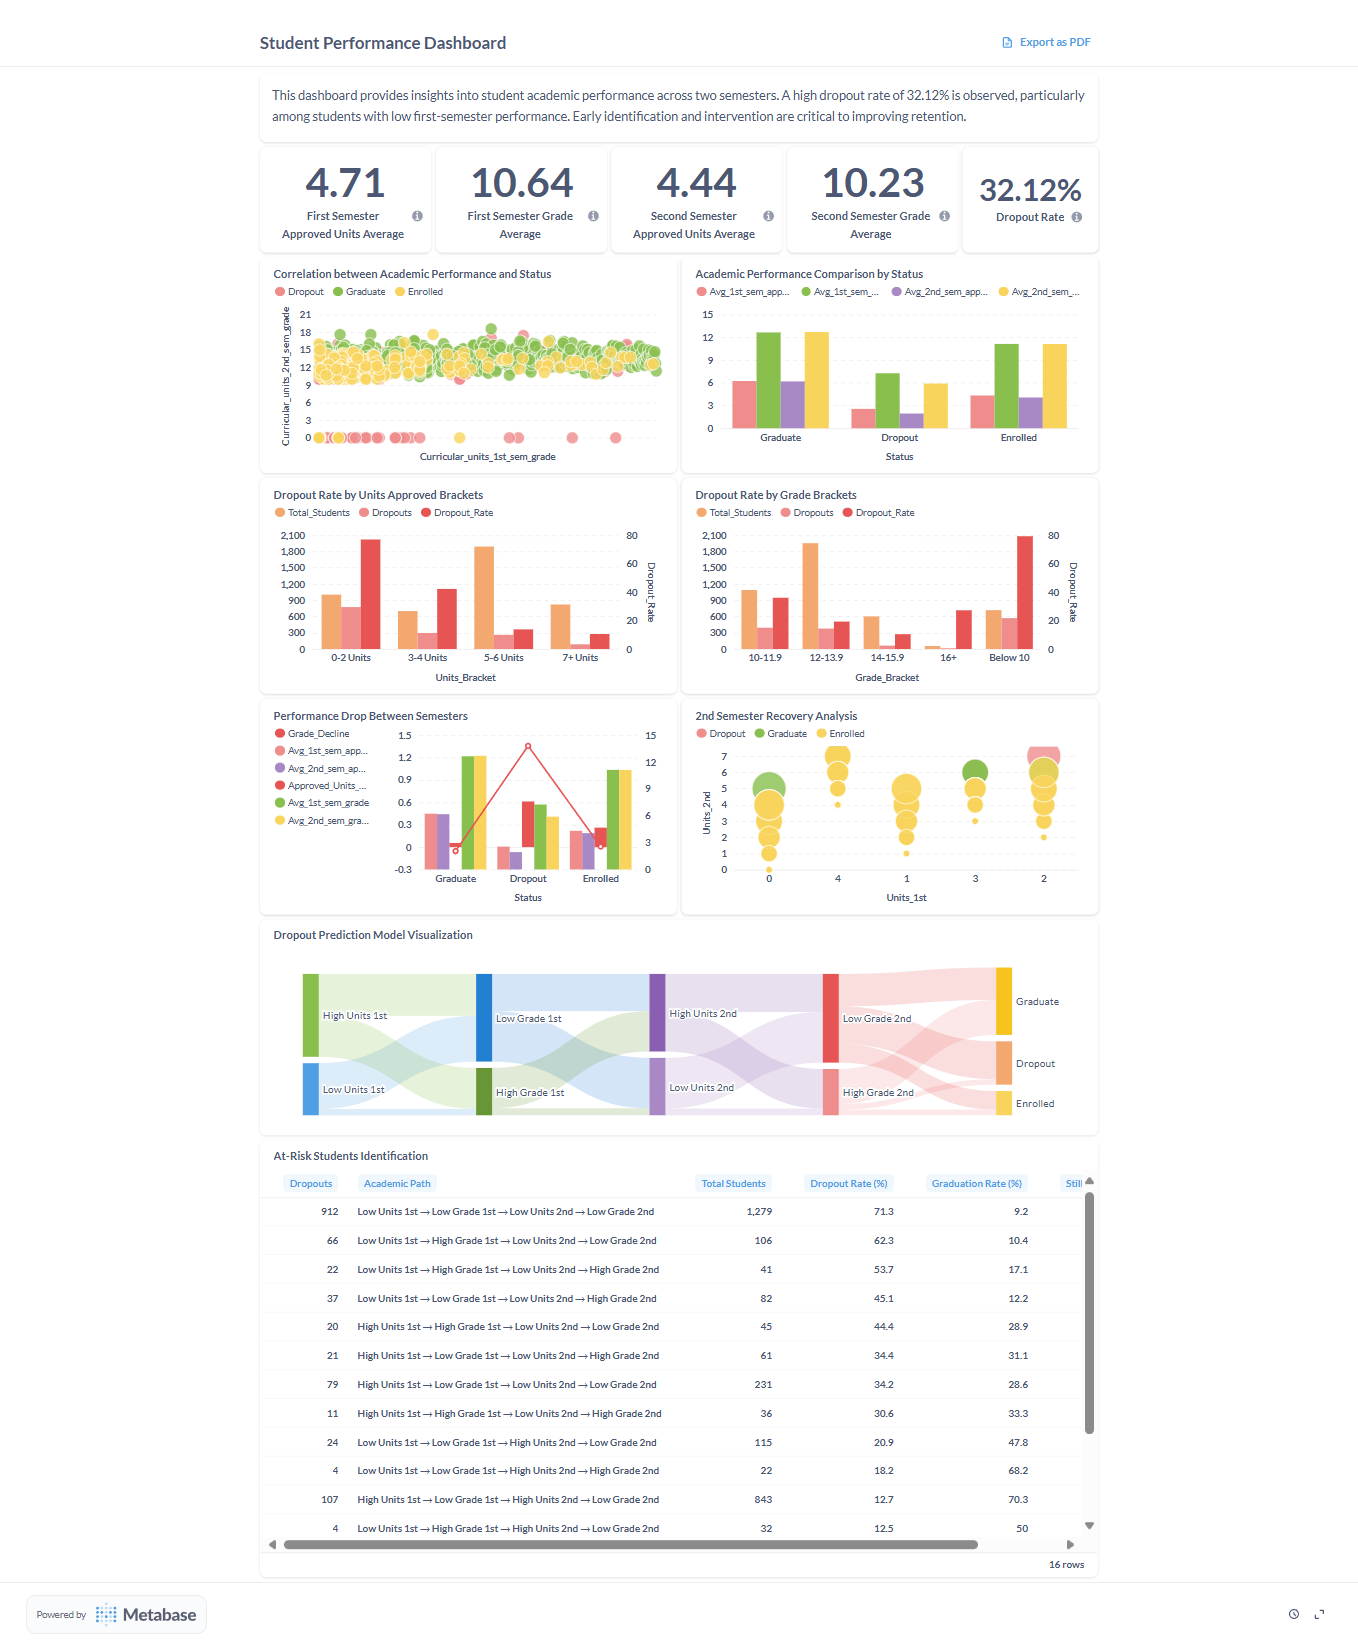 Student Performance Dashboard
Export as PDF
This dashboard provides insights into student academic performance across two semesters. A high dropout rate of 32.12% is observed, particularly
among students with low first-semester performance. Early identification and intervention are critical to improving retention.
4.71
First Semester
Approved Units Average
10.64
First Semester Grade
Average
4.44
Second Semester
Approved Units Average
10.23
Second Semester Grade
Average
32.12%
Dropout Rate
Correlation between Academic Performance and Status
Dropout Graduate Enrolled
Curricular_units_2nd_sem_grade
21
18
15
12
9
6
3
0
Curricular_units_1st_sem_grade
Academic Performance Comparison by Status
Avg_1st_sem_app... Avg_1st_sem_... Avg_2nd_sem_app... Avg_2nd_sem_...
15
12
9
6
3
0
Graduate Dropout Enrolled
Status
Dropout Rate by Units Approved Brackets
Total_Students Dropouts Dropout_Rate
2,100
1,800
1,500
1,200
900
600
300
0
80
60
40
20
0
Dropout_Rate
0-2 Units 3-4 Units 5-6 Units 7+ Units
Units_Bracket
Dropout Rate by Grade Brackets
Total_Students Dropouts Dropout_Rate
2,100
1,800
1,500
1,200
900
600
300
0
80
60
40
20
0
Dropout_Rate
10-11.9 12-13.9 14-15.9 16+ Below 10
Grade_Bracket
Performance Drop Between Semesters
Grade_Decline
Avg_1st_sem_app...
Avg_2nd_sem_ap...
Approved_Units_...
Avg_1st_sem_grade
Avg_2nd_sem_gra...
1.5
1.2
0.9
0.6
0.3
0
-0.3
15
12
9
6
3
0
Graduate Dropout Enrolled
Status
2nd Semester Recovery Analysis
Dropout Graduate Enrolled
Units_2nd
7
6
5
4
3
2
1
0
0 4 1 3 2
Units_1st
Dropout Prediction Model Visualization
High Units 1st
Low Units 1st
Low Grade 1st
High Grade 1st
High Units 2nd
Low Units 2nd
Low Grade 2nd
High Grade 2nd
Graduate
Dropout
Enrolled
At-Risk Students Identification
Dropouts Academic Path Total Students Dropout Rate (%) Graduation Rate (%) Still
912 Low Units 1st → Low Grade 1st → Low Units 2nd → Low Grade 2nd 1,279 71.3 9.2
66 Low Units 1st → High Grade 1st → Low Units 2nd → Low Grade 2nd 106 62.3 10.4
22 Low Units 1st → High Grade 1st → Low Units 2nd → High Grade 2nd 41 53.7 17.1
37 Low Units 1st → Low Grade 1st → Low Units 2nd → High Grade 2nd 82 45.1 12.2
20 High Units 1st → High Grade 1st → Low Units 2nd → Low Grade 2nd 45 44.4 28.9
21 High Units 1st → Low Grade 1st → Low Units 2nd → High Grade 2nd 61 34.4 31.1
79 High Units 1st → Low Grade 1st → Low Units 2nd → Low Grade 2nd 231 34.2 28.6
11 High Units 1st → High Grade 1st → Low Units 2nd → High Grade 2nd 36 30.6 33.3
24 Low Units 1st → Low Grade 1st → High Units 2nd → Low Grade 2nd 115 20.9 47.8
4 Low Units 1st → Low Grade 1st → High Units 2nd → High Grade 2nd 22 18.2 68.2
107 High Units 1st → Low Grade 1st → High Units 2nd → Low Grade 2nd 843 12.7 70.3
4 Low Units 1st → High Grade 1st → High Units 2nd → Low Grade 2nd 32 12.5 50
16 rows
Powered by Metabase